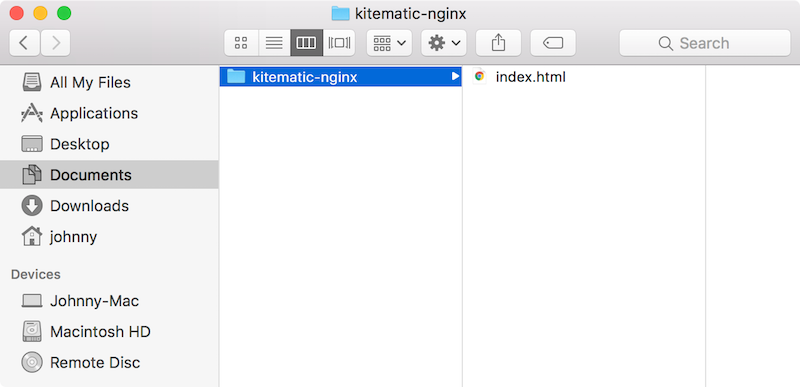 kitematic-nginx
Search
All My Files
Applications
Desktop
Documents
Downloads
johnny
Devices
Johnny-Mac
Macintosh HD
Remote Disc
kitematic-nginx
index.html